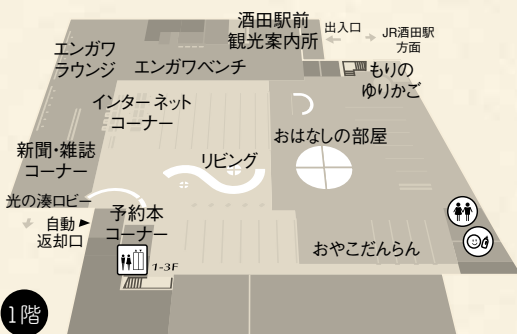 酒田駅前
観光案内所
出入口
JR酒田駅
方面
エンガワ
ラウンジ
エンガワベンチ
もりの
ゆりかご
インターネット
コーナー
おはなしの部屋
新聞・雑誌
コーナー
リビング
光の湊ロビー
自動
返却口
予約本
コーナー
おやこだんらん
1-3F
1階